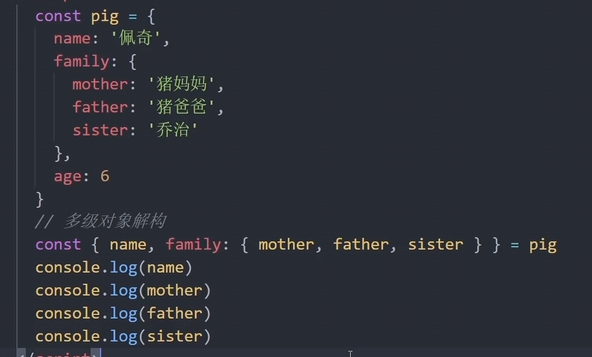 const pig = {
name: '佩奇',
family: {
mother: '猪妈妈',
father: '猪爸爸',
sister: '乔治'
},
age: 6
}
// 多级对象解构
const { name, family: { mother, father, sister } } = pig
console.log(name)
console.log(mother)
console.log(father)
console.log(sister)
</script>